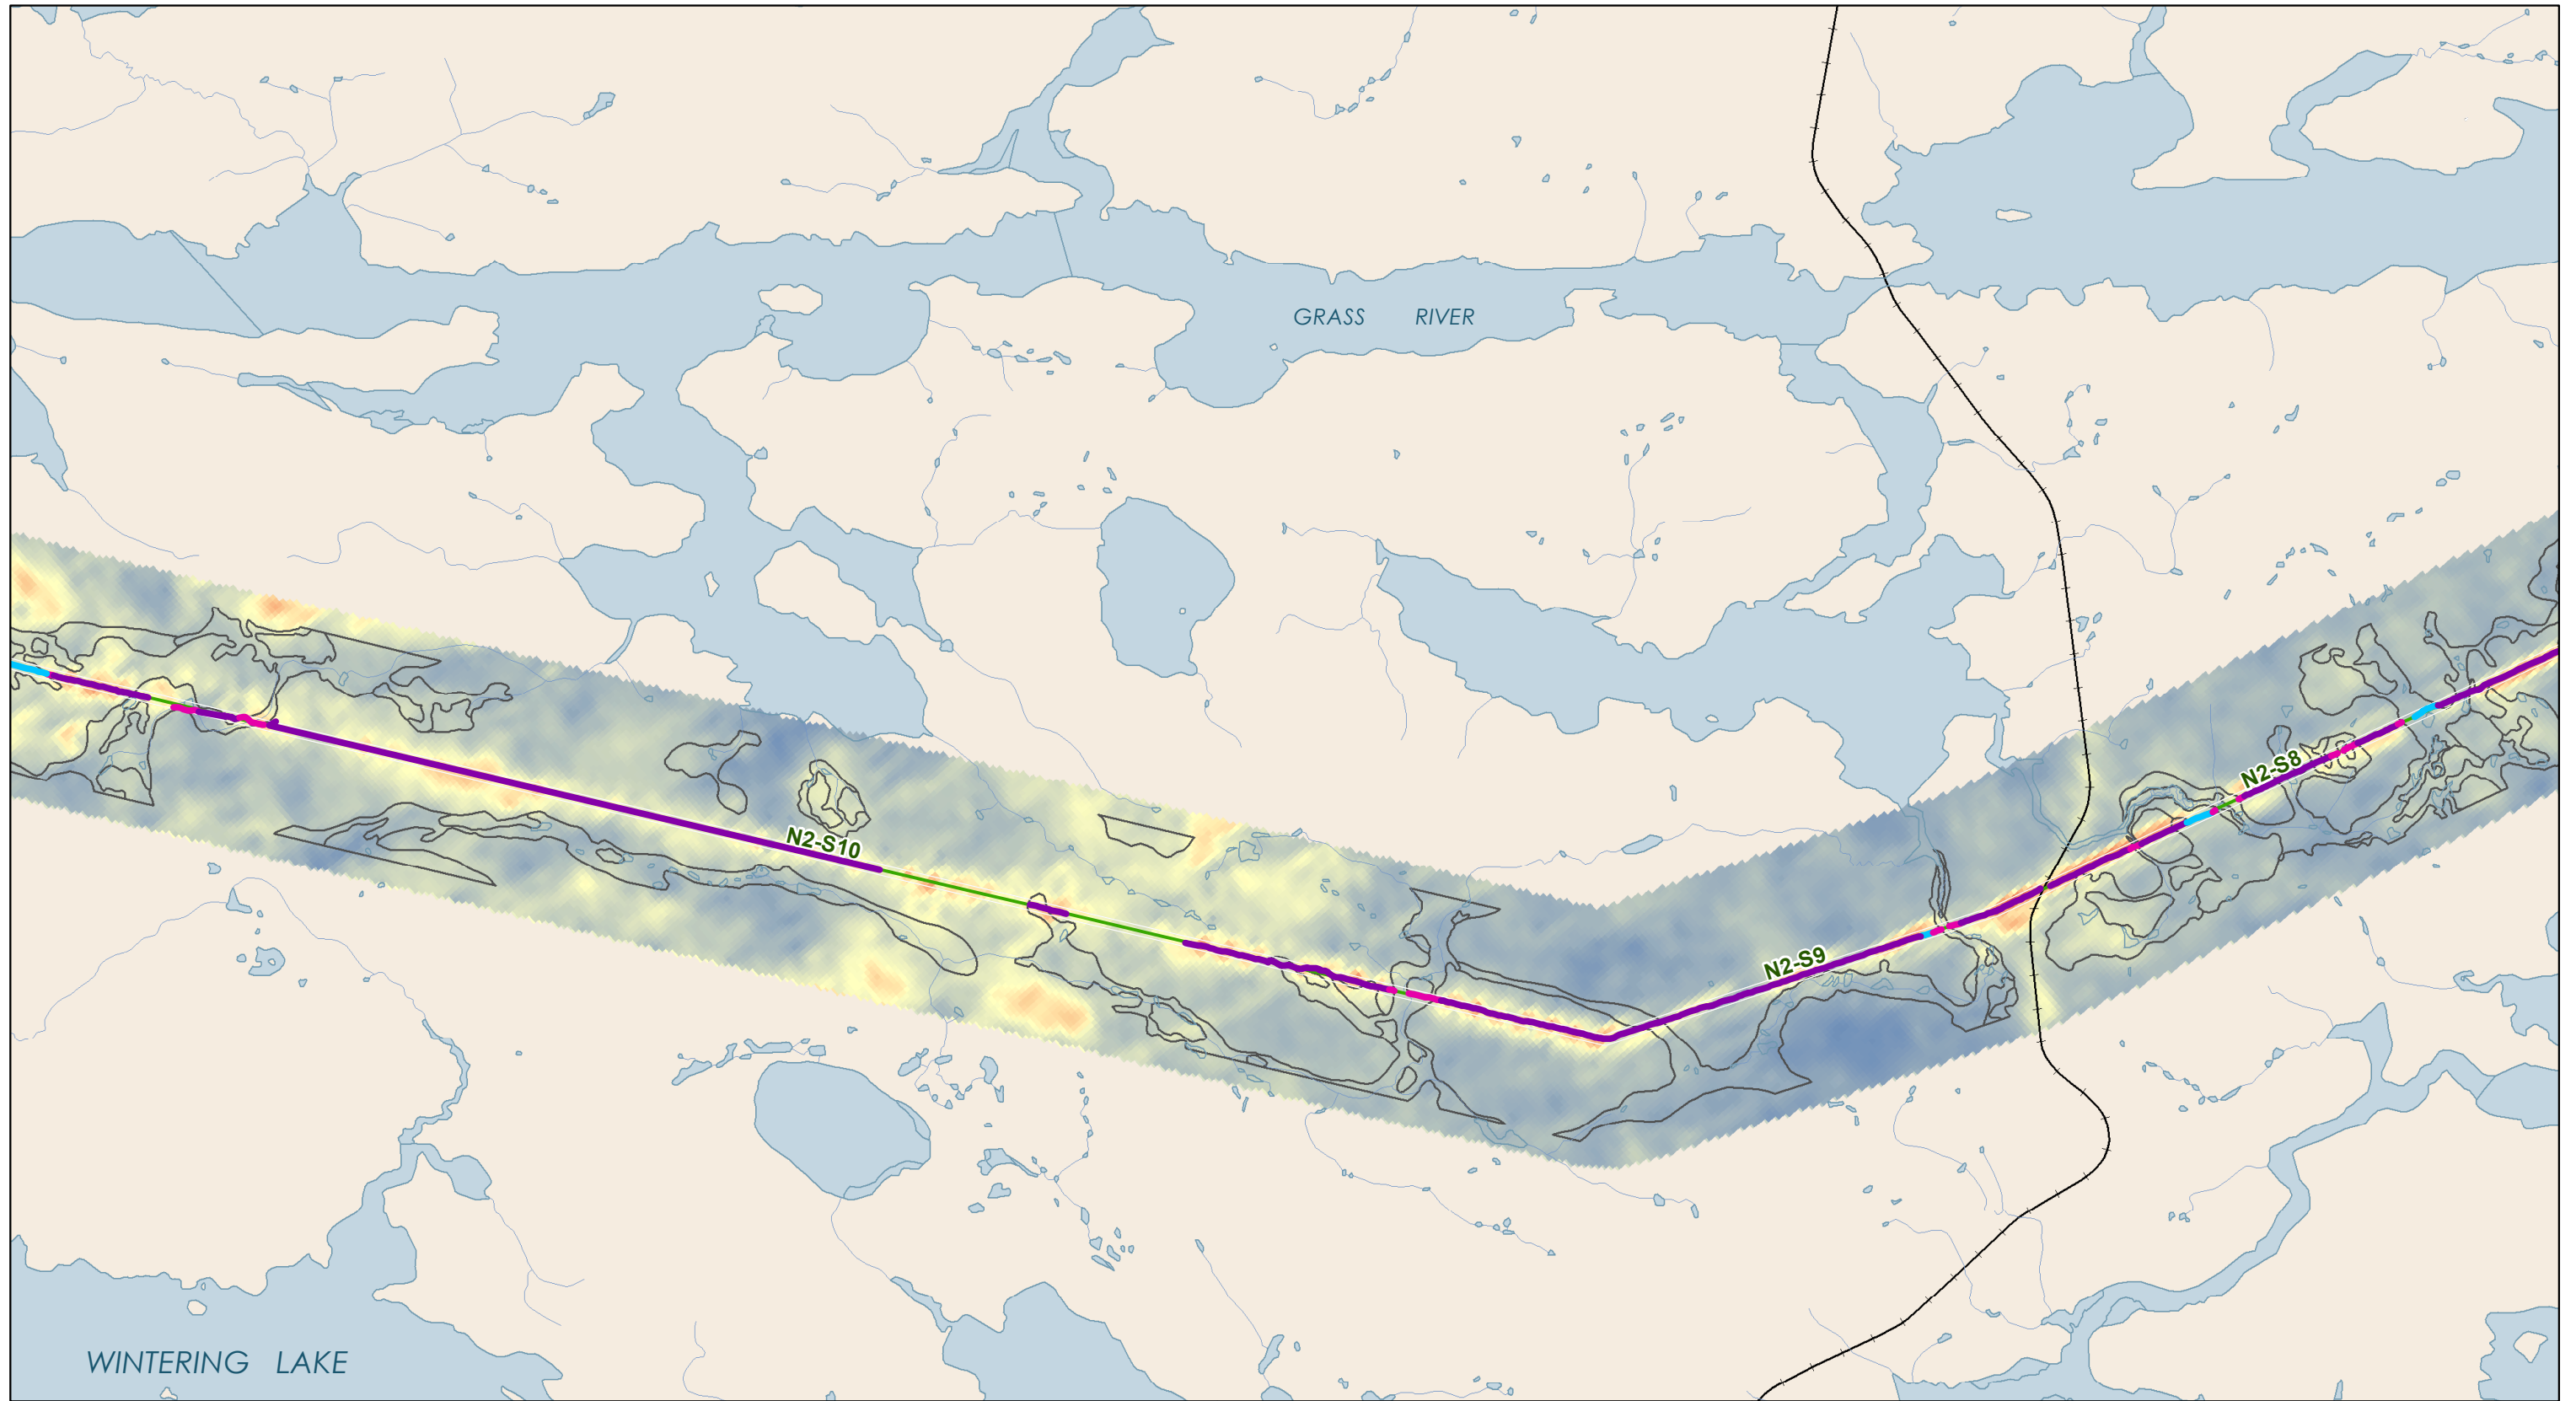 GRASS RIVER
N2-S8
N2-S10
N2-S9
WINTERING LAKE